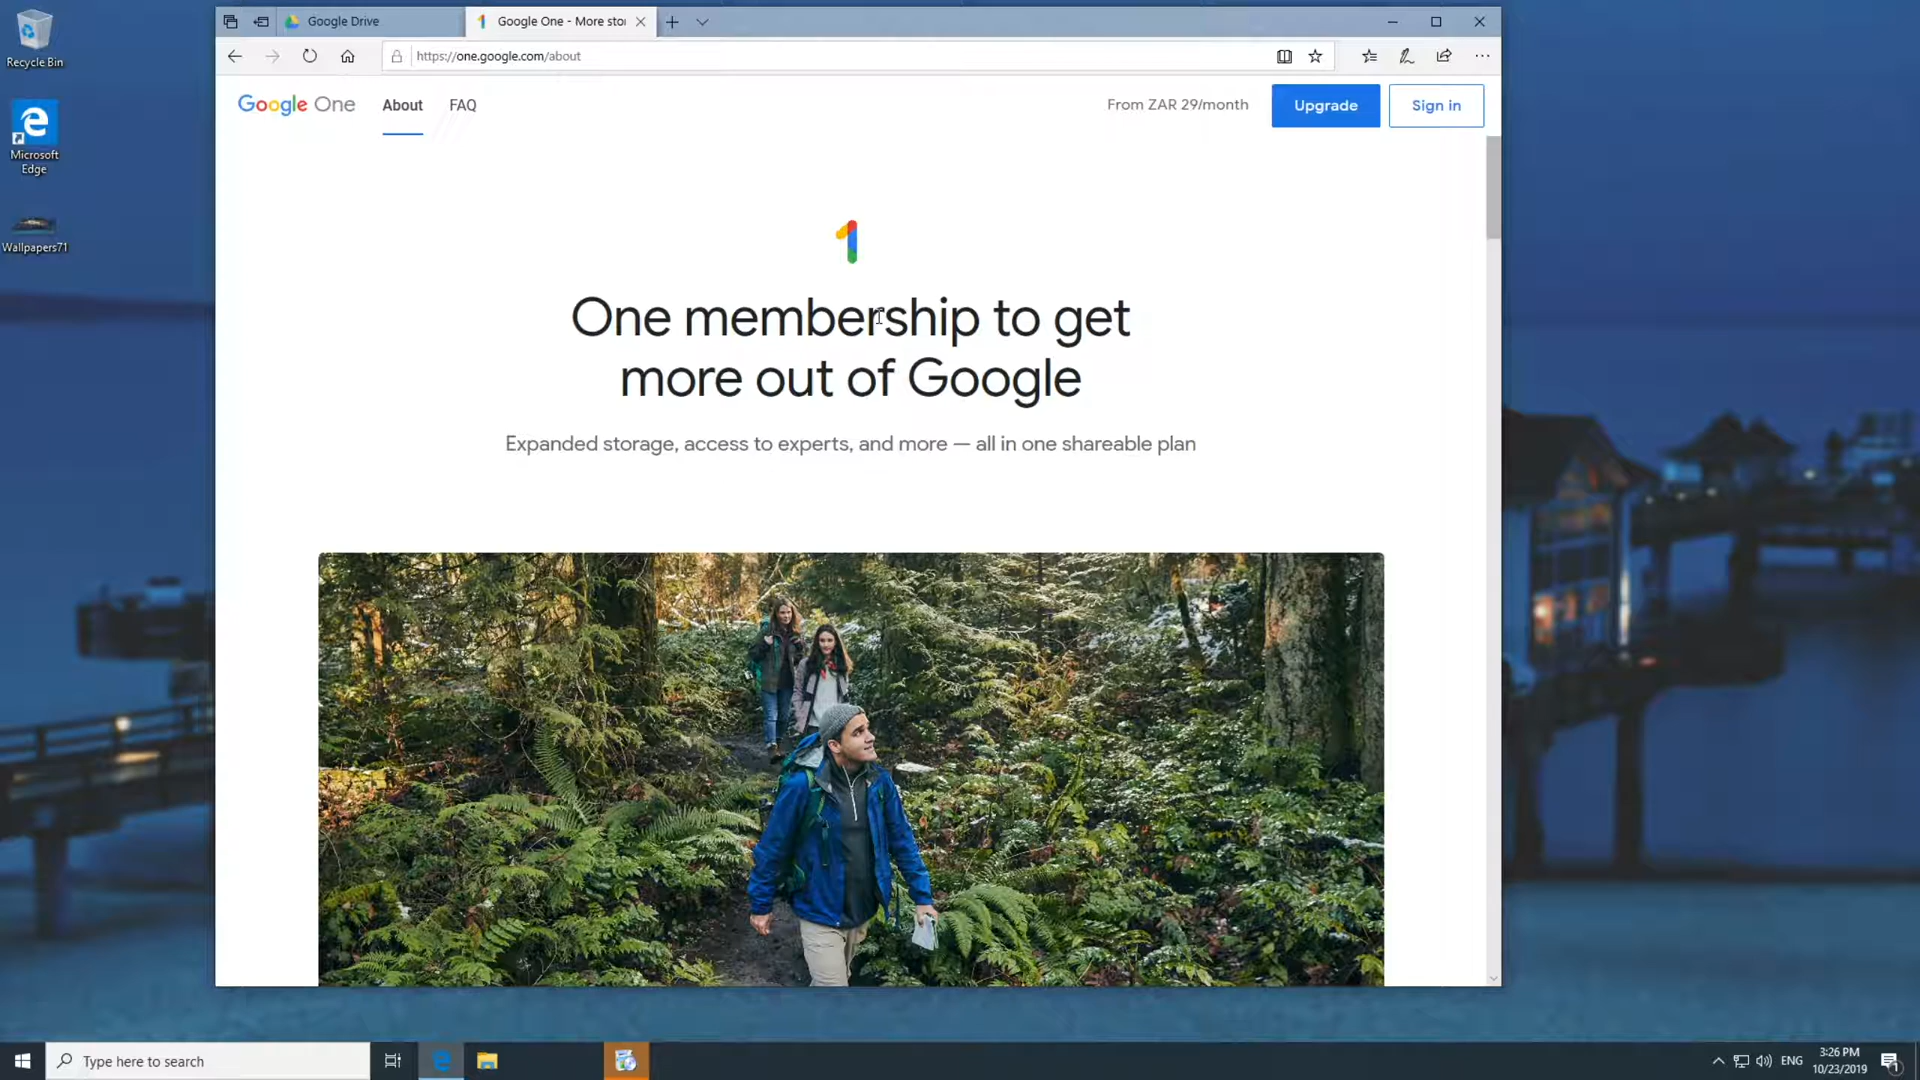 Recycle Bin
Microsoft
Edge
Wallpapers71
Google Drive
Google One - More sto
https://one.google.com/about
Google One
About
FAQ
From ZAR 29/month
Upgrade
Sign in
One membership to get
more out of Google
Expanded storage, access to experts, and more — all in one shareable plan
Type here to search
ENG
3:26 PM
10/23/2019
1